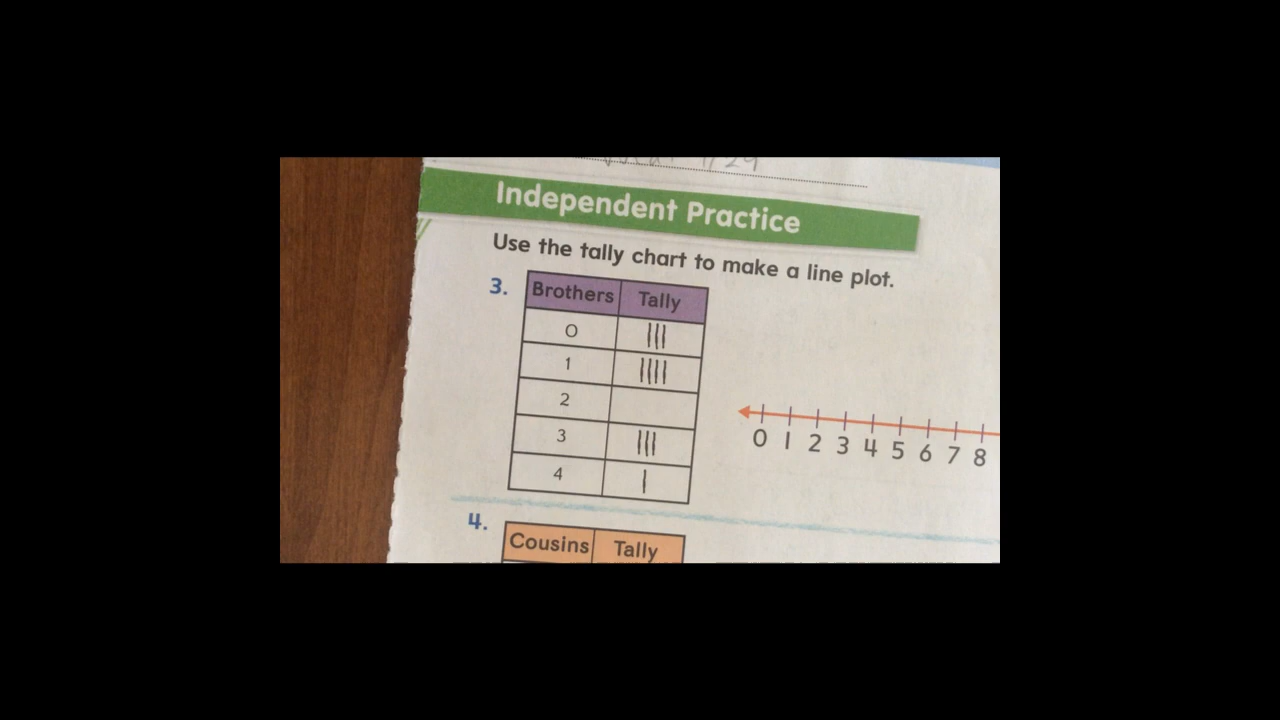 Independent Practice
Use the tally chart to make a line plot.
3.
Brothers Tally
0 |||
1 ||||
2
3 |||
4 |
0 1 2 3 4 5 6 7 8
4.
Cousins Tally